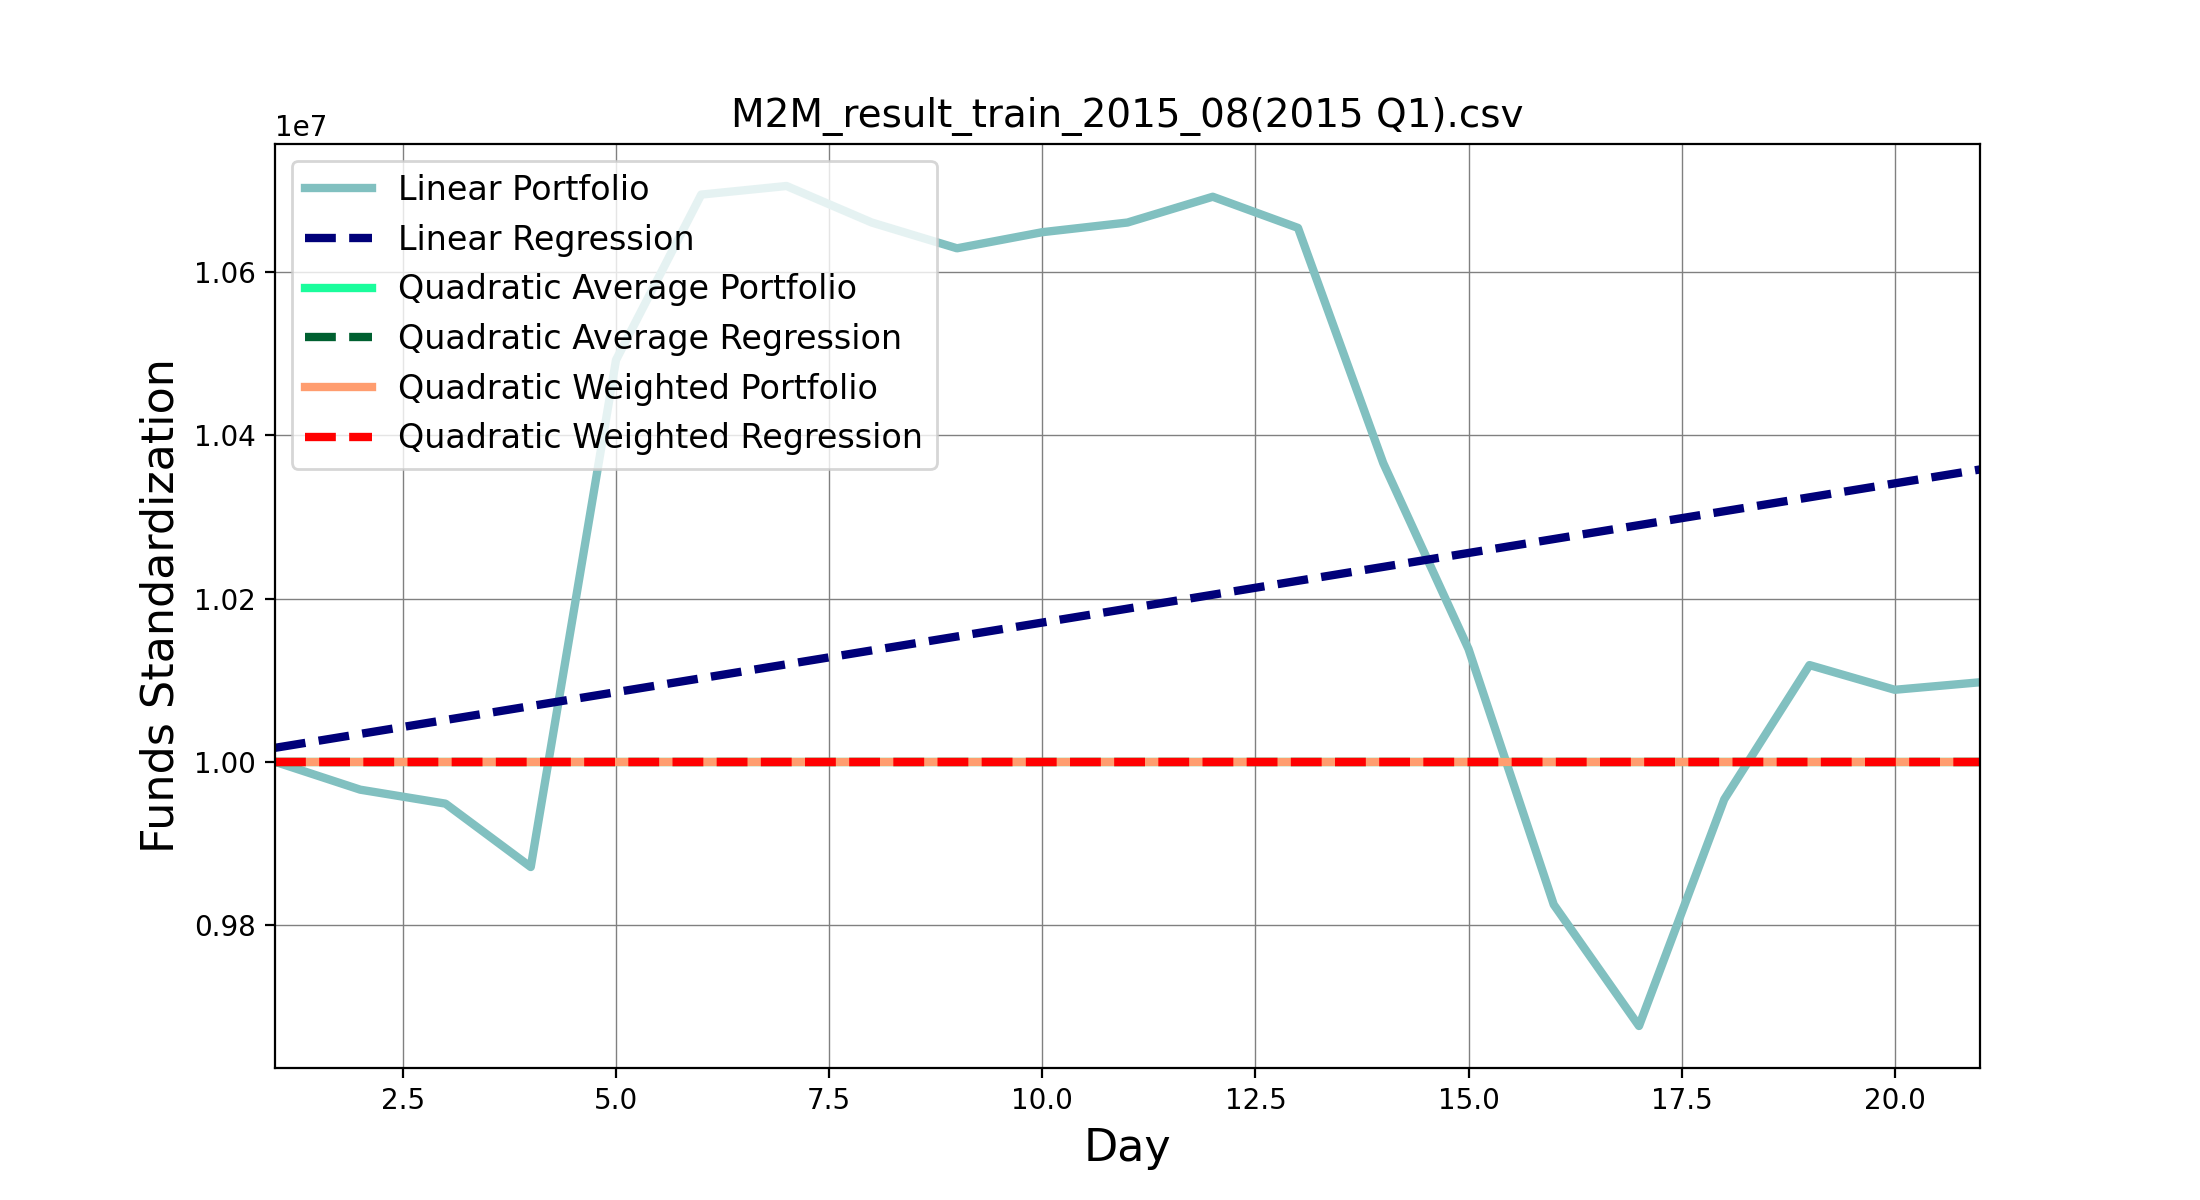 M2M_result_train_2015_08(2015 Q1).csv
1e7
Linear Portfolio
Linear Regression
Quadratic Average Portfolio
Quadratic Average Regression
Quadratic Weighted Portfolio
Quadratic Weighted Regression
Funds Standardization
1.06
1.04
1.02
1.00
0.98
2.5 5.0 7.5 10.0 12.5 15.0 17.5 20.0
Day